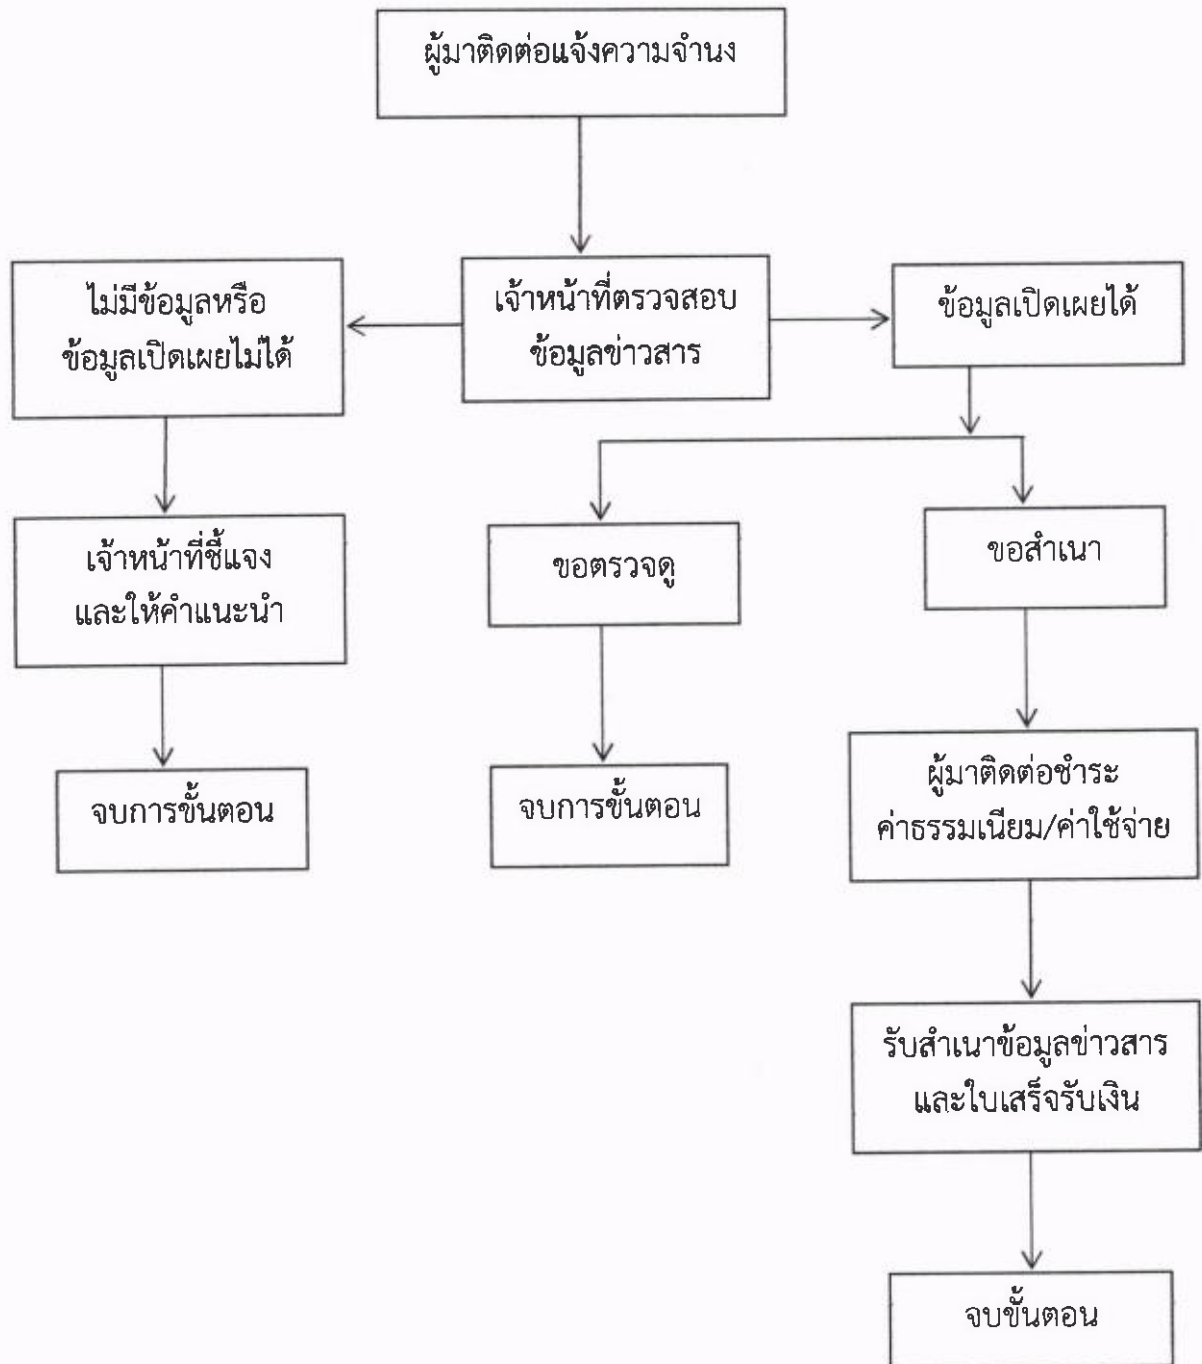 ผู้มาติดต่อแจ้งความจำนง
ไม่มีข้อมูลหรือ
ข้อมูลเปิดเผยไม่ได้
เจ้าหน้าที่ตรวจสอบ
ข้อมูลข่าวสาร
ข้อมูลเปิดเผยได้
เจ้าหน้าที่ชี้แจง
และให้คำแนะนำ
ขอตรวจดู
ขอสำเนา
จบการขั้นตอน
จบการขั้นตอน
ผู้มาติดต่อชำระ
ค่าธรรมเนียม/ค่าใช้จ่าย
รับสำเนาข้อมูลข่าวสาร
และใบเสร็จรับเงิน
จบขั้นตอน